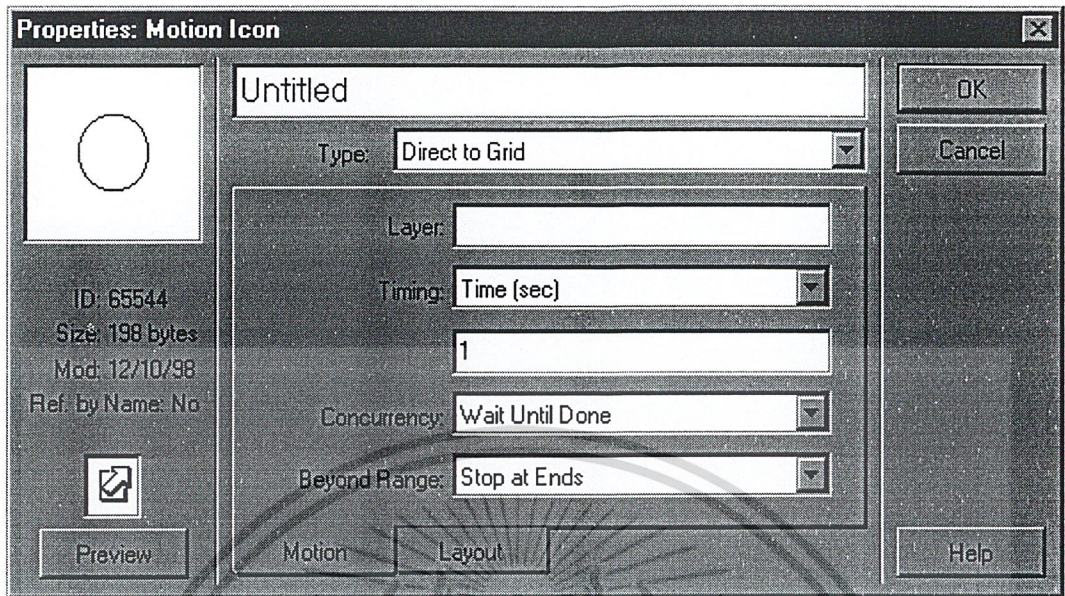 Properties: Motion Icon
Untitled
OK
Type: Direct to Grid
Cancel
Layer:
Timing: Time (sec)
ID: 65544
Size: 198 bytes
1
Mod: 12/10/98
Ref. by Name: No
Concurrency: Wait Until Done
Beyond Range: Stop at Ends
Preview
Motion
Layout
Help